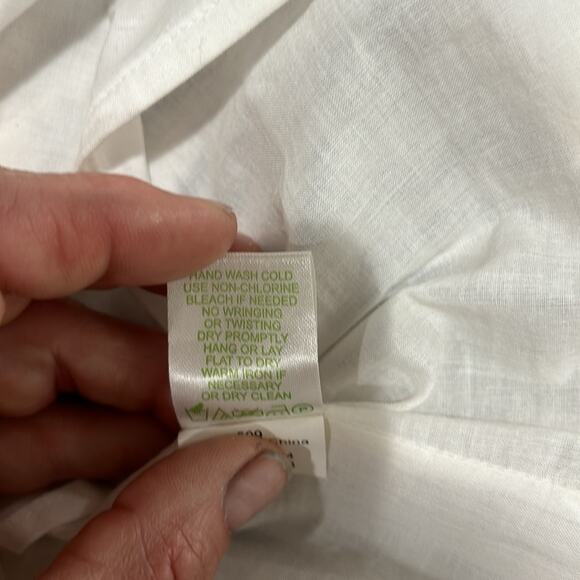 HAND WASH COLD
USE NON-CHLORINE
BLEACH IF NEEDED
NO WRINGING
OR TWISTING
DRY PROMPTLY
HANG OR LAY
FLAT TO DRY
WARM IRON IF
NECESSARY
OR DRY CLEAN
China